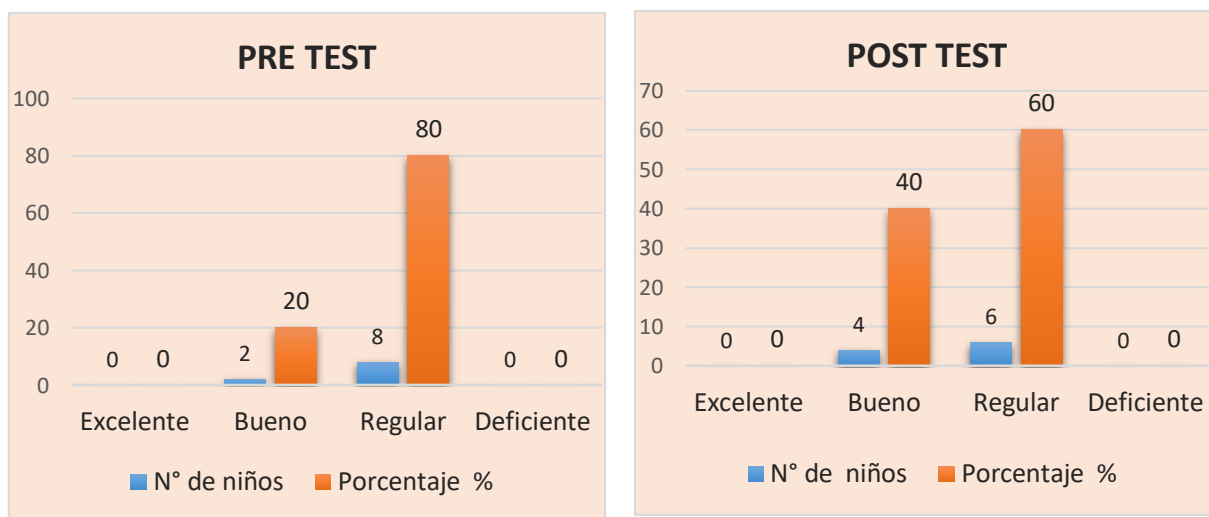 PRE TEST
100
80
60
40
20
0
0 0 2 20 8 80 0 0
Excelente Bueno Regular Deficiente
N° de niños Porcentaje %
POST TEST
70
60
50
40
30
20
10
0
0 0 4 40 6 60 0 0
Excelente Bueno Regular Deficiente
N° de niños Porcentaje %